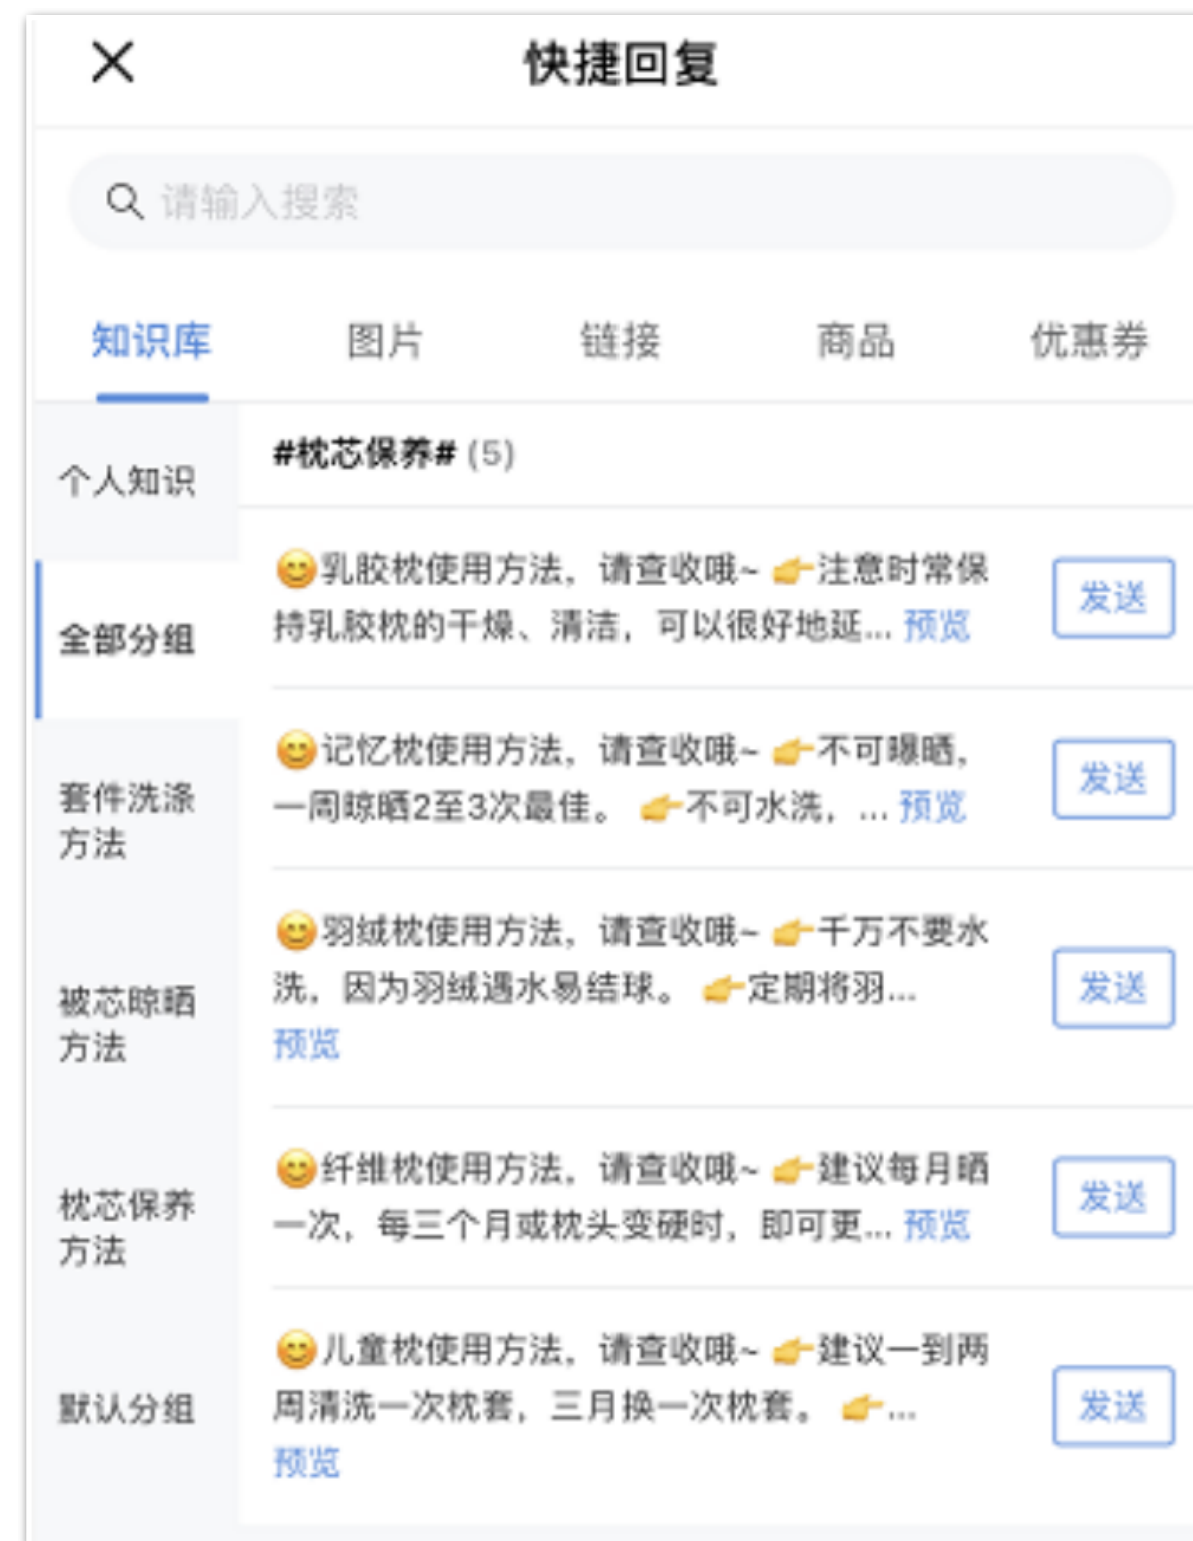 快捷回复
请输入搜索
知识库 图片 链接 商品 优惠券
个人知识
全部分组
套件洗涤
方法
被芯晾晒
方法
枕芯保养
方法
默认分组
#枕芯保养# (5)
😊乳胶枕使用方法，请查收哦~ 👉注意时常保
持乳胶枕的干燥、清洁，可以很好地延... 预览
发送
😊记忆枕使用方法，请查收哦~ 👉不可曝晒，
一周晾晒2至3次最佳。 👉不可水洗，... 预览
发送
😊羽绒枕使用方法，请查收哦~ 👉千万不要水
洗，因为羽绒遇水易结球。 👉定期将羽...
预览
发送
😊纤维枕使用方法，请查收哦~ 👉建议每月晒
一次，每三个月或枕头变硬时，即可更... 预览
发送
😊儿童枕使用方法，请查收哦~ 👉建议一到两
周清洗一次枕套，三月换一次枕套。 👉...
预览
发送